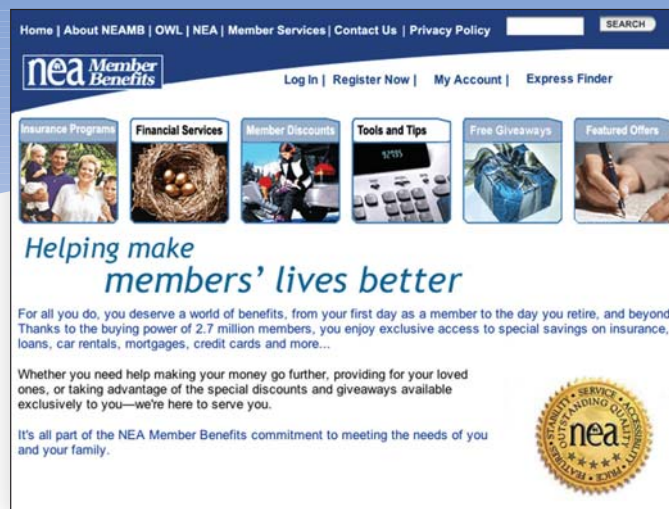 Home | About NEAMB | OWL | NEA | Member Services | Contact Us | Privacy Policy
SEARCH
nea Member Benefits
Log In | Register Now | My Account | Express Finder
Insurance Programs
Financial Services
Member Discounts
Tools and Tips
Free Giveaways
Featured Offers
92735
Helping make
members' lives better
For all you do, you deserve a world of benefits, from your first day as a member to the day you retire, and beyond
Thanks to the buying power of 2.7 million members, you enjoy exclusive access to special savings on insurance,
loans, car rentals, mortgages, credit cards and more...
Whether you need help making your money go further, providing for your loved
ones, or taking advantage of the special discounts and giveaways available
exclusively to you—we're here to serve you.
It's all part of the NEA Member Benefits commitment to meeting the needs of you
and your family.
STABILITY • SERVICE • ACCESSIBILITY • PRICE • FEATURES
OUTSTANDING QUALITY
nea